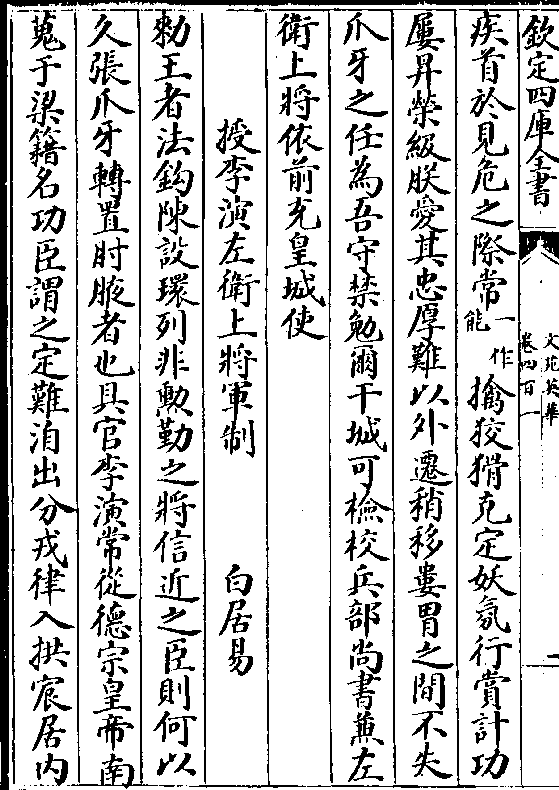 欽定四庫全書
文苑英華
卷四百一
疾首於見危之際常一作能擒狡猾克定妖氛行賞計功
屢昇榮級朕愛其忠厚難以外遷稍移婁胃之間不失
爪牙之任為吾守禁勉爾干城可檢校兵部尚書兼左
衛上將依前充皇城使
授李演左衛上將軍制 白居易
勅王者法鈎陳設環列非勲勤之將信近之臣則何以
久張爪牙轉置肘腋者也具官李演常從德宗皇帝南
蒐于梁籍名功臣謂之定難洎出分戎律入拱宸居内